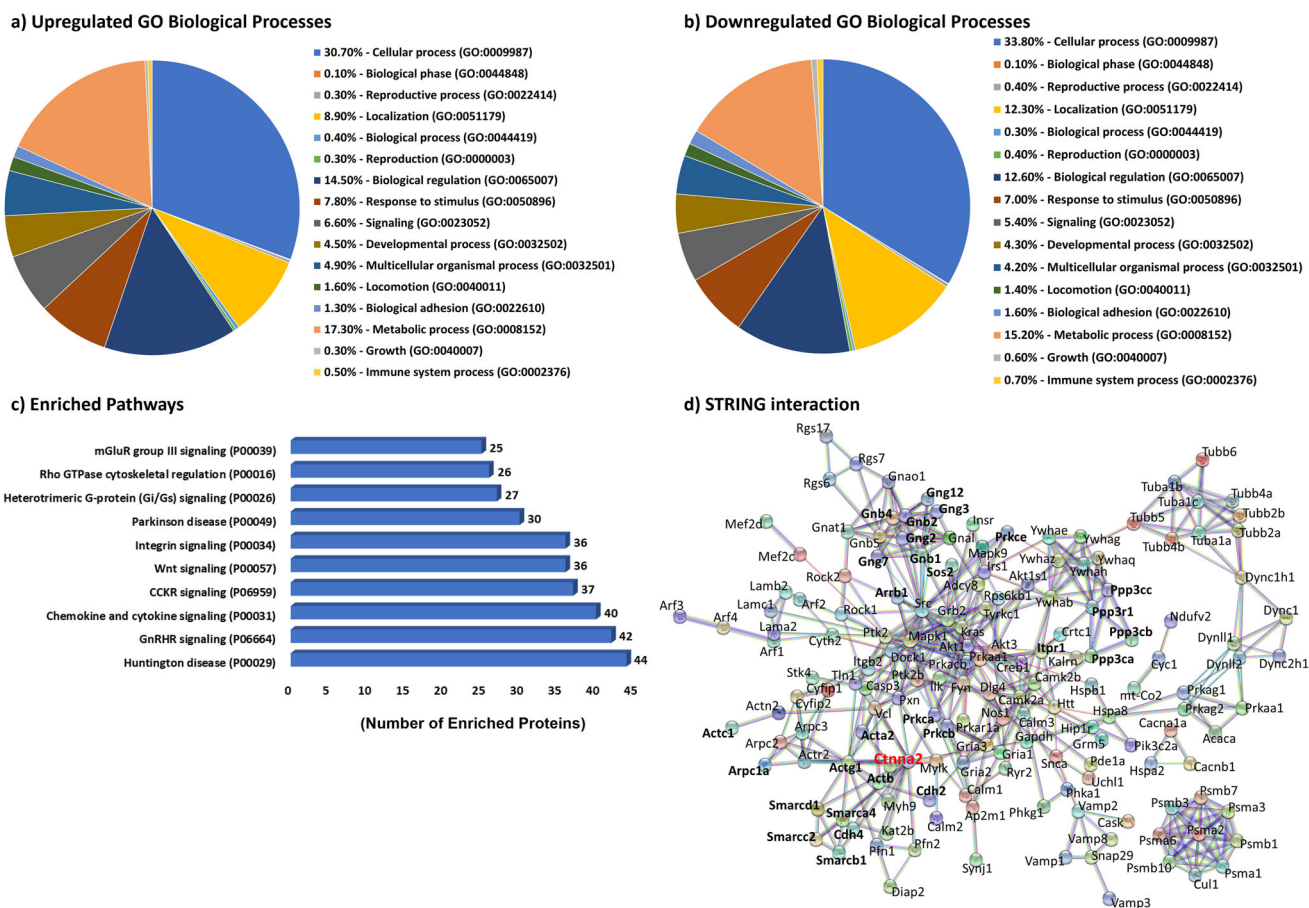 a) Upregulated GO Biological Processes
30.70% - Cellular process (GO:0009987)
0.10% - Biological phase (GO:0044848)
0.30% - Reproductive process (GO:0022414)
8.90% - Localization (GO:0051179)
0.40% - Biological process (GO:0044419)
0.30% - Reproduction (GO:0000003)
14.50% - Biological regulation (GO:0065007)
7.80% - Response to stimulus (GO:0050896)
6.60% - Signaling (GO:0023052)
4.50% - Developmental process (GO:0032502)
4.90% - Multicellular organismal process (GO:0032501)
1.60% - Locomotion (GO:0040011)
1.30% - Biological adhesion (GO:0022610)
17.30% - Metabolic process (GO:0008152)
0.30% - Growth (GO:0040007)
0.50% - Immune system process (GO:0002376)
b) Downregulated GO Biological Processes
33.80% - Cellular process (GO:0009987)
0.10% - Biological phase (GO:0044848)
0.40% - Reproductive process (GO:0022414)
12.30% - Localization (GO:0051179)
0.30% - Biological process (GO:0044419)
0.40% - Reproduction (GO:0000003)
12.60% - Biological regulation (GO:0065007)
7.00% - Response to stimulus (GO:0050896)
5.40% - Signaling (GO:0023052)
4.30% - Developmental process (GO:0032502)
4.20% - Multicellular organismal process (GO:0032501)
1.40% - Locomotion (GO:0040011)
1.60% - Biological adhesion (GO:0022610)
15.20% - Metabolic process (GO:0008152)
0.60% - Growth (GO:0040007)
0.70% - Immune system process (GO:0002376)
c) Enriched Pathways
mGluR group III signaling (P00039) 25
Rho GTPase cytoskeletal regulation (P00016) 26
Heterotrimeric G-protein (Gi/Gs) signaling (P00026) 27
Parkinson disease (P00049) 30
Integrin signaling (P00034) 36
Wnt signaling (P00057) 36
CCKR signaling (P06959) 37
Chemokine and cytokine signaling (P00031) 40
GnRHR signaling (P06664) 42
Huntington disease (P00029) 44
0 5 10 15 20 25 30 35 40 45
(Number of Enriched Proteins)
d) STRING interaction
Rgs17
Rgs7
Rgs6
Gnao1
Gng12
Gnb4
Gng3
Gnb2
Insr
Mef2d
Gnat1
Gnb5
Gng2
Gnal
Prkce
Mapk9
Mef2c
Gng7
Gnb1
Irs1
Sos2
Adcy8
Akt1s1
Rock2
Arrb1
Rps6kb1
Ywhae
Ywhag
Ywhaz
Ywhaq
Ywhah
Ywhab
Ppp3cc
Ppp3r1
Ppp3cb
Ppp3ca
Tubb6
Tuba1b
Tuba1c
Tubb4a
Tubb2b
Tubb5
Tubb2a
Tubb4b
Tuba1a
Dync1h1
Lamb2
Lamc1
Arf2
Rock1
Src
Grb2
Tyrkc1
Arf3
Arf4
Lama2
Arf1
Cyth2
Ptk2
Mapk1
Kras
Akt1
Akt3
Crtc1
Itpr1
Kalrn
Ndufv2
Cyc1
mt-Co2
Dync1
Dynll1
Dynll2
Dync2h1
Itgb2
Dock1
Prkaa1
Prkacb
Creb1
Camk2b
Stk4
Tln1
Casp3
Ptk2b
Ilk
Fyn
Dlg4
Camk2a
Hspb1
Htt
Hspa8
Prkag1
Prkag2
Prkaa1
Acaca
Cyfip1
Cyfip2
Actn2
Pxn
Vcl
Prkca
Nos1
Calm3
Hip1r
Cacna1a
Pik3c2a
Actc1
Arpc3
Arpc2
Actr2
Acta2
Prkcb
Prkar1a
Gapdh
Grm5
Arpc1a
Actg1
Ctnna2
Gria3
Gria1
Snca
Pde1a
Hspa2
Cacnb1
Actb
Mylk
Gria2
Ryr2
Uchl1
Smarcd1
Smarca4
Myh9
Cdh2
Calm1
Phka1
Phkg1
Vamp2
Psmb7
Psmb3
Psma3
Smarcc2
Cdh4
Kat2b
Calm2
Ap2m1
Cask
Psma2
Psma6
Psmb1
Smarcb1
Pfn1
Pfn2
Vamp8
Snap29
Vamp1
Psmb10
Psma1
Cul1
Diap2
Synj1
Vamp3